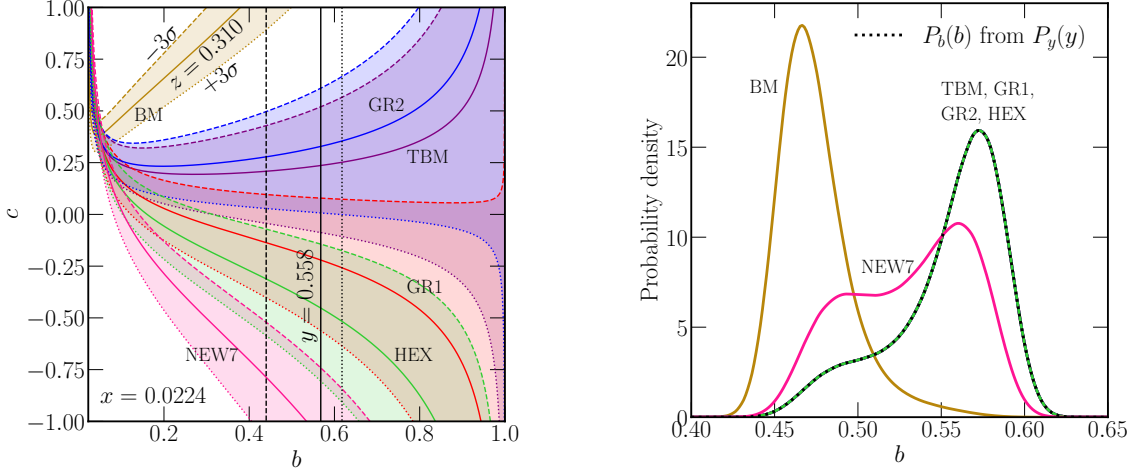 1.00
0.75
0.50
0.25
0.00
−0.25
−0.50
−0.75
−1.00
c
−3σ
z = 0.310
+3σ
BM
GR2
TBM
y = 0.558
GR1
HEX
NEW7
x = 0.0224
0.2
0.4
0.6
0.8
1.0
b
20
15
10
5
0
Probability density
P_b(b) from P_y(y)
BM
TBM, GR1,
GR2, HEX
NEW7
0.40
0.45
0.50
0.55
0.60
0.65
b